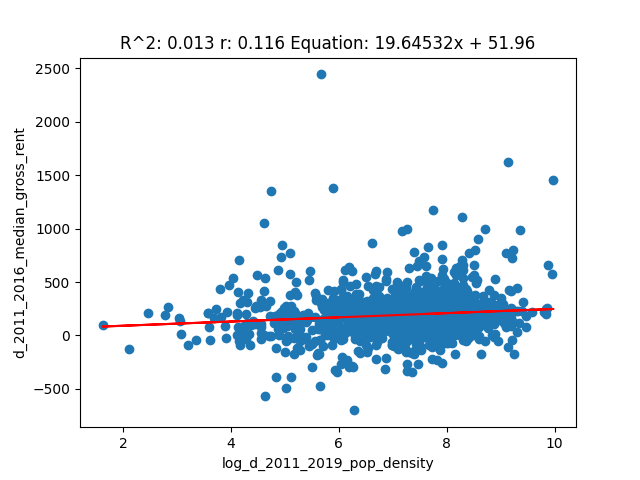 R^2: 0.013 r: 0.116 Equation: 19.64532x + 51.96
d_2011_2016_median_gross_rent
2500
2000
1500
1000
500
0
−500
2 4 6 8 10
log_d_2011_2019_pop_density